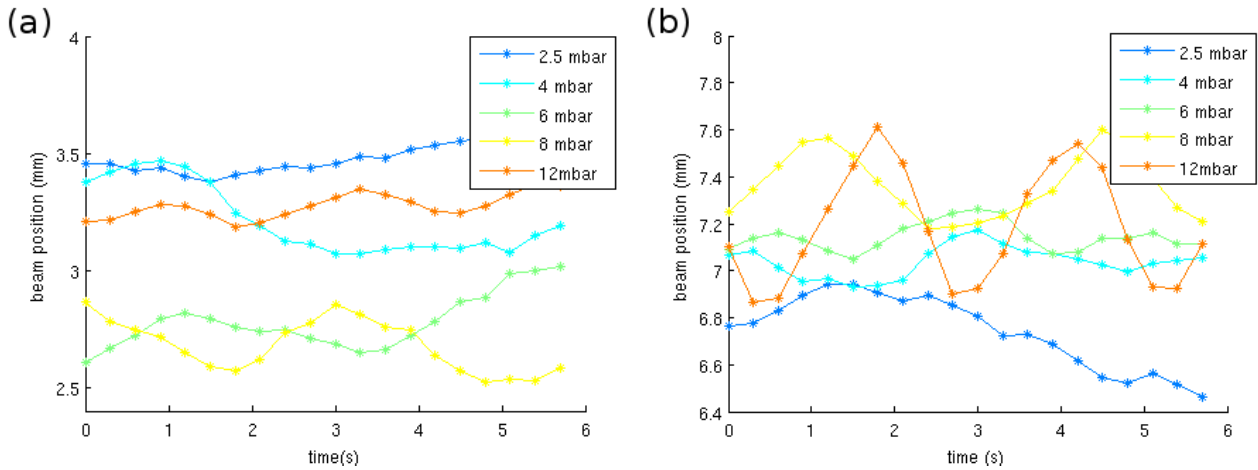 (a)
4
3.5
3
2.5
beam position (mm)
0 1 2 3 4 5 6
time(s)
2.5 mbar
4 mbar
6 mbar
8 mbar
12mbar
(b)
8
7.8
7.6
7.4
7.2
7
6.8
6.6
6.4
beam position (mm)
0 1 2 3 4 5 6
time (s)
2.5 mbar
4 mbar
6 mbar
8 mbar
12mbar